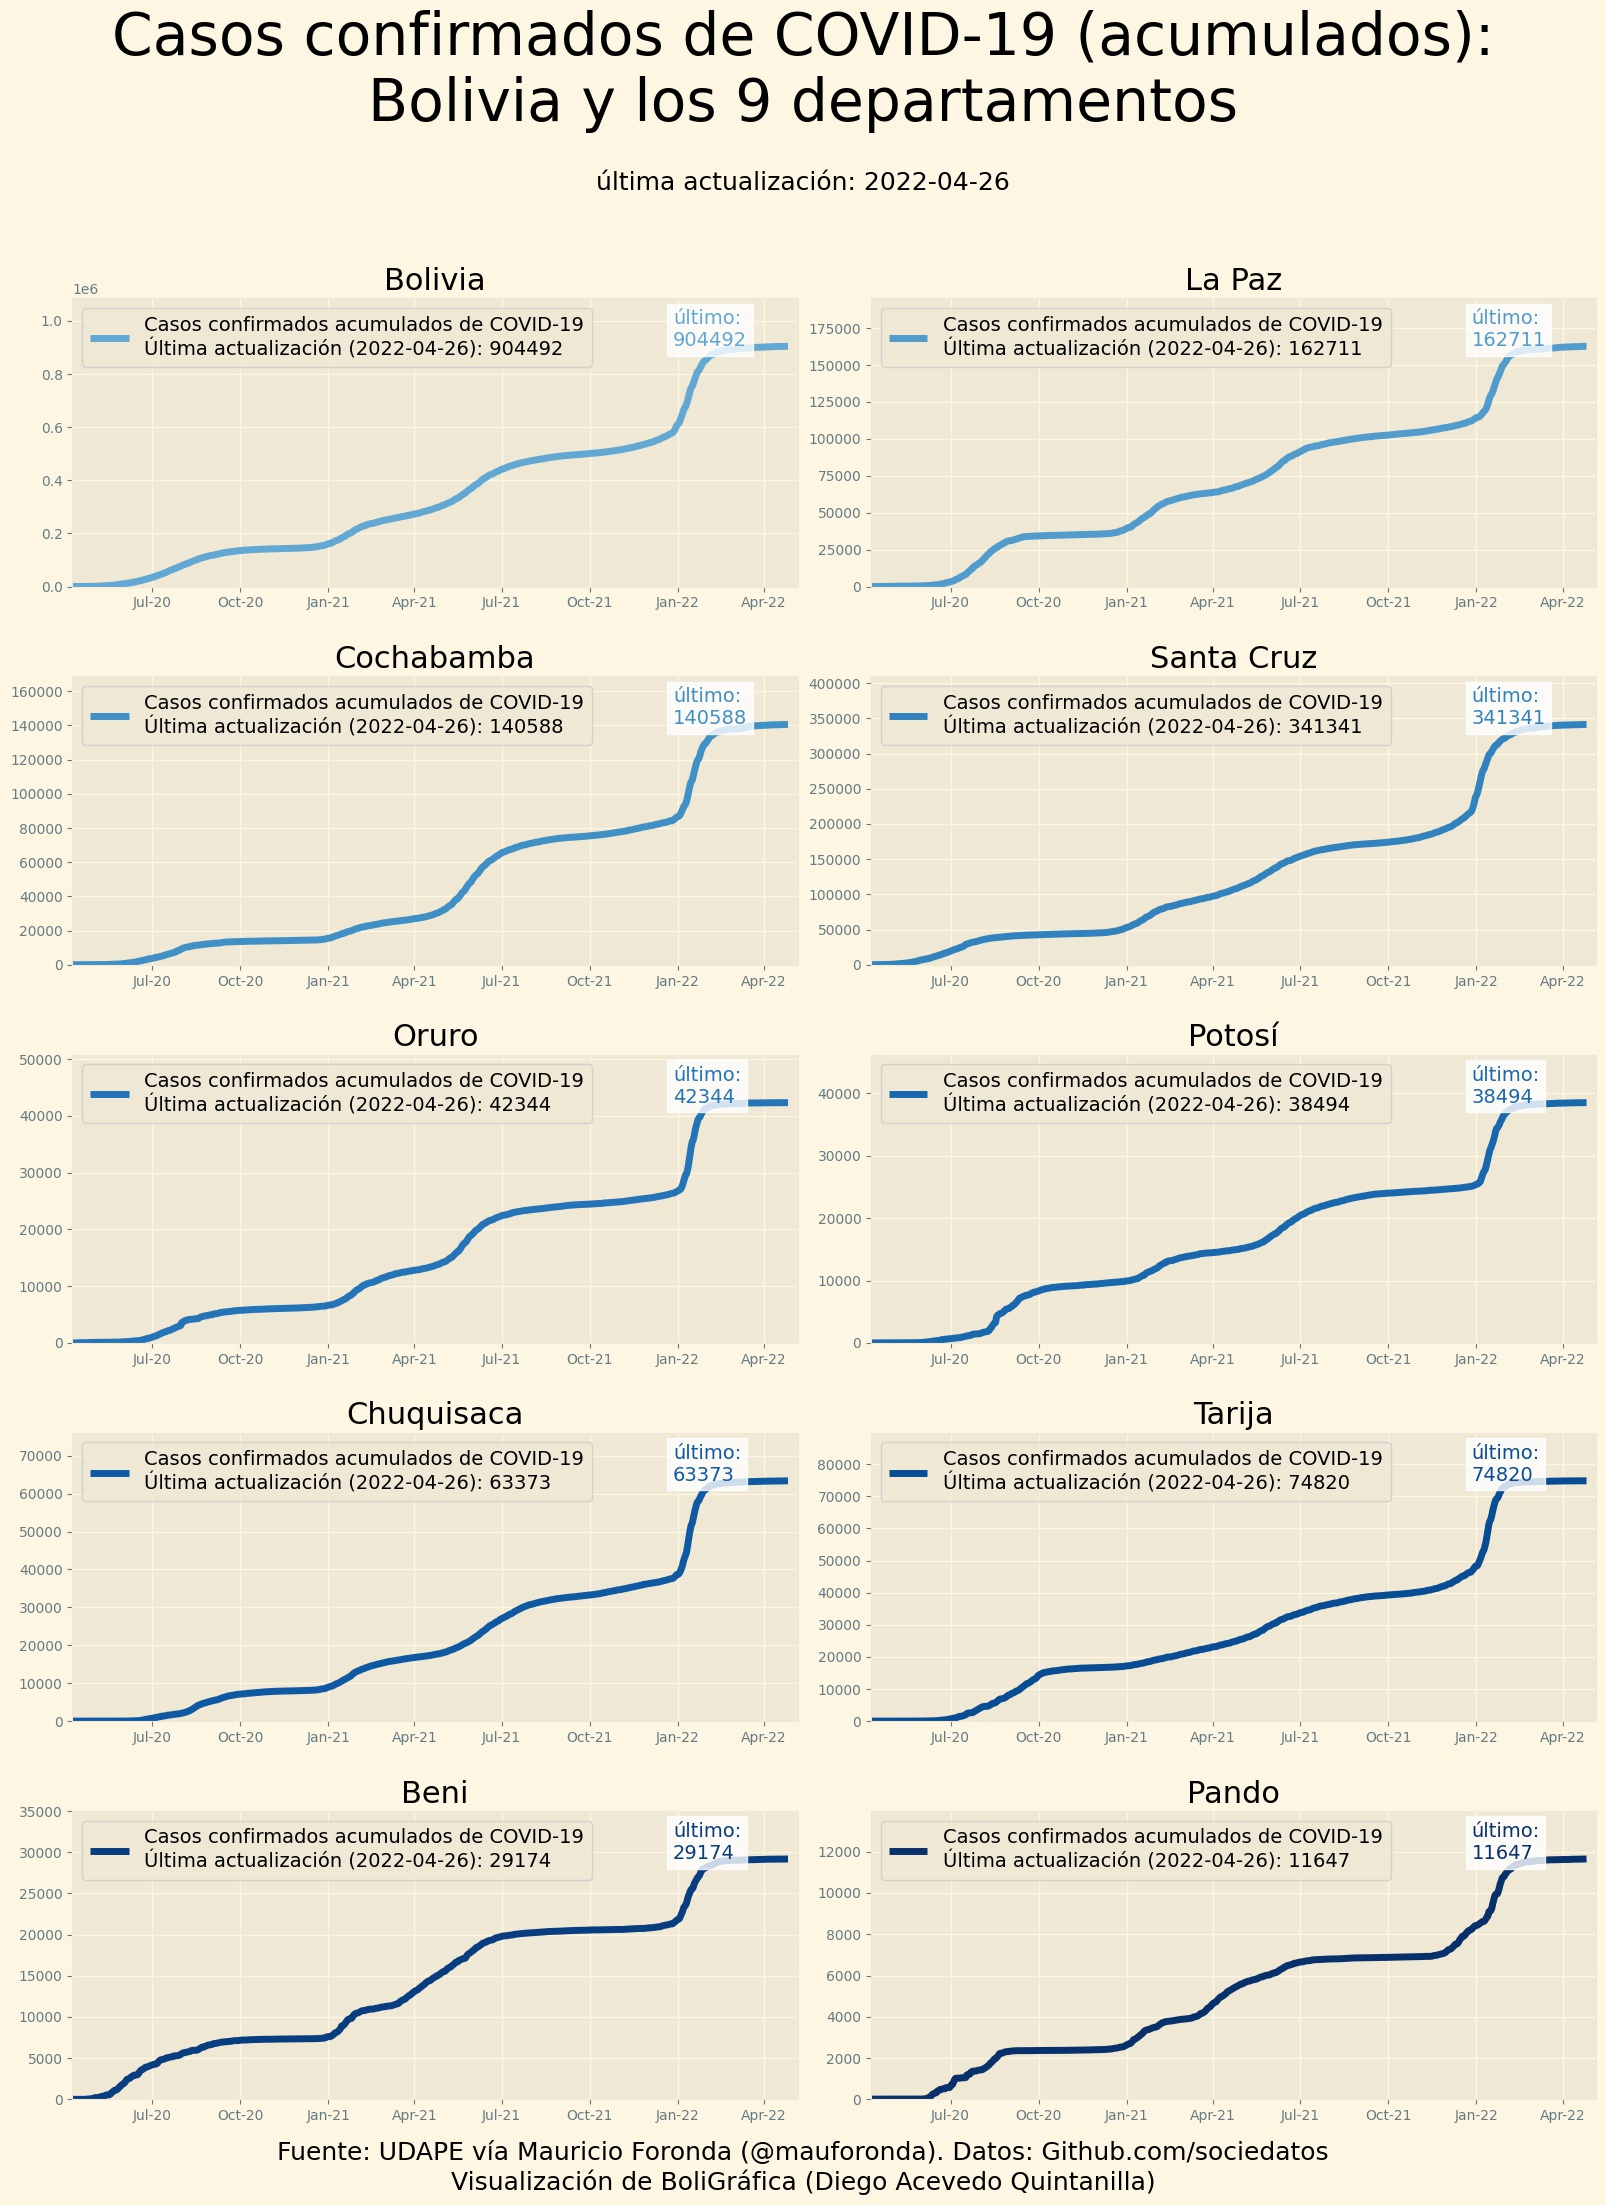 Casos confirmados de COVID-19 (acumulados):
Bolivia y los 9 departamentos
última actualización: 2022-04-26
Bolivia
1e6
Casos confirmados acumulados de COVID-19
Última actualización (2022-04-26): 904492
último:
904492
1.0
0.8
0.6
0.4
0.2
0.0
Jul-20 Oct-20 Jan-21 Apr-21 Jul-21 Oct-21 Jan-22 Apr-22
La Paz
Casos confirmados acumulados de COVID-19
Última actualización (2022-04-26): 162711
último:
162711
175000
150000
125000
100000
75000
50000
25000
0
Jul-20 Oct-20 Jan-21 Apr-21 Jul-21 Oct-21 Jan-22 Apr-22
Cochabamba
Casos confirmados acumulados de COVID-19
Última actualización (2022-04-26): 140588
último:
140588
160000
140000
120000
100000
80000
60000
40000
20000
0
Jul-20 Oct-20 Jan-21 Apr-21 Jul-21 Oct-21 Jan-22 Apr-22
Santa Cruz
Casos confirmados acumulados de COVID-19
Última actualización (2022-04-26): 341341
último:
341341
400000
350000
300000
250000
200000
150000
100000
50000
0
Jul-20 Oct-20 Jan-21 Apr-21 Jul-21 Oct-21 Jan-22 Apr-22
Oruro
Casos confirmados acumulados de COVID-19
Última actualización (2022-04-26): 42344
último:
42344
50000
40000
30000
20000
10000
0
Jul-20 Oct-20 Jan-21 Apr-21 Jul-21 Oct-21 Jan-22 Apr-22
Potosí
Casos confirmados acumulados de COVID-19
Última actualización (2022-04-26): 38494
último:
38494
40000
30000
20000
10000
0
Jul-20 Oct-20 Jan-21 Apr-21 Jul-21 Oct-21 Jan-22 Apr-22
Chuquisaca
Casos confirmados acumulados de COVID-19
Última actualización (2022-04-26): 63373
último:
63373
70000
60000
50000
40000
30000
20000
10000
0
Jul-20 Oct-20 Jan-21 Apr-21 Jul-21 Oct-21 Jan-22 Apr-22
Tarija
Casos confirmados acumulados de COVID-19
Última actualización (2022-04-26): 74820
último:
74820
80000
70000
60000
50000
40000
30000
20000
10000
0
Jul-20 Oct-20 Jan-21 Apr-21 Jul-21 Oct-21 Jan-22 Apr-22
Beni
Casos confirmados acumulados de COVID-19
Última actualización (2022-04-26): 29174
último:
29174
35000
30000
25000
20000
15000
10000
5000
0
Jul-20 Oct-20 Jan-21 Apr-21 Jul-21 Oct-21 Jan-22 Apr-22
Pando
Casos confirmados acumulados de COVID-19
Última actualización (2022-04-26): 11647
último:
11647
12000
10000
8000
6000
4000
2000
0
Jul-20 Oct-20 Jan-21 Apr-21 Jul-21 Oct-21 Jan-22 Apr-22
Fuente: UDAPE vía Mauricio Foronda (@mauforonda). Datos: Github.com/sociedatos
Visualización de BoliGráfica (Diego Acevedo Quintanilla)